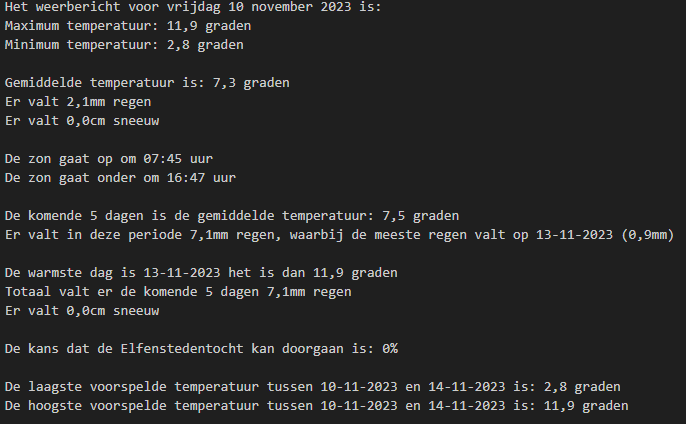 Het weerbericht voor vrijdag 10 november 2023 is:
Maximum temperatuur: 11,9 graden
Minimum temperatuur: 2,8 graden
Gemiddelde temperatuur is: 7,3 graden
Er valt 2,1mm regen
Er valt 0,0cm sneeuw
De zon gaat op om 07:45 uur
De zon gaat onder om 16:47 uur
De komende 5 dagen is de gemiddelde temperatuur: 7,5 graden
Er valt in deze periode 7,1mm regen, waarbij de meeste regen valt op 13-11-2023 (0,9mm)
De warmste dag is 13-11-2023 het is dan 11,9 graden
Totaal valt er de komende 5 dagen 7,1mm regen
Er valt 0,0cm sneeuw
De kans dat de Elfenstedentocht kan doorgaan is: 0%
De laagste voorspelde temperatuur tussen 10-11-2023 en 14-11-2023 is: 2,8 graden
De hoogste voorspelde temperatuur tussen 10-11-2023 en 14-11-2023 is: 11,9 graden